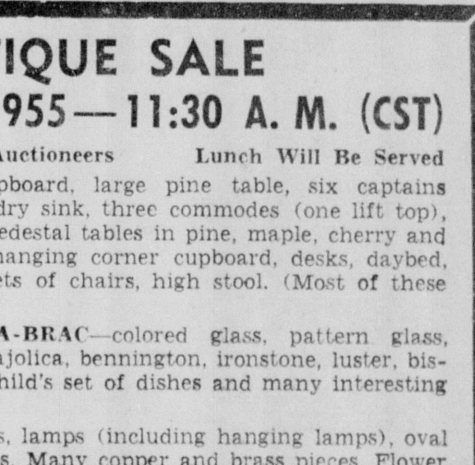 IQUE SALE
955—11:30 A. M. (CST)
Auctioneers Lunch Will Be Served
pboard, large pine table, six captains
dry sink, three commodes (one lift top),
edestal tables in pine, maple, cherry and
hanging corner cupboard, desks, daybed,
ets of chairs, high stool. (Most of these
A-BRAC—colored glass, pattern glass,
ajolica, bennington, ironstone, luster, bis-
hild's set of dishes and many interesting
s, lamps (including hanging lamps), oval
s. Many copper and brass pieces. Flower